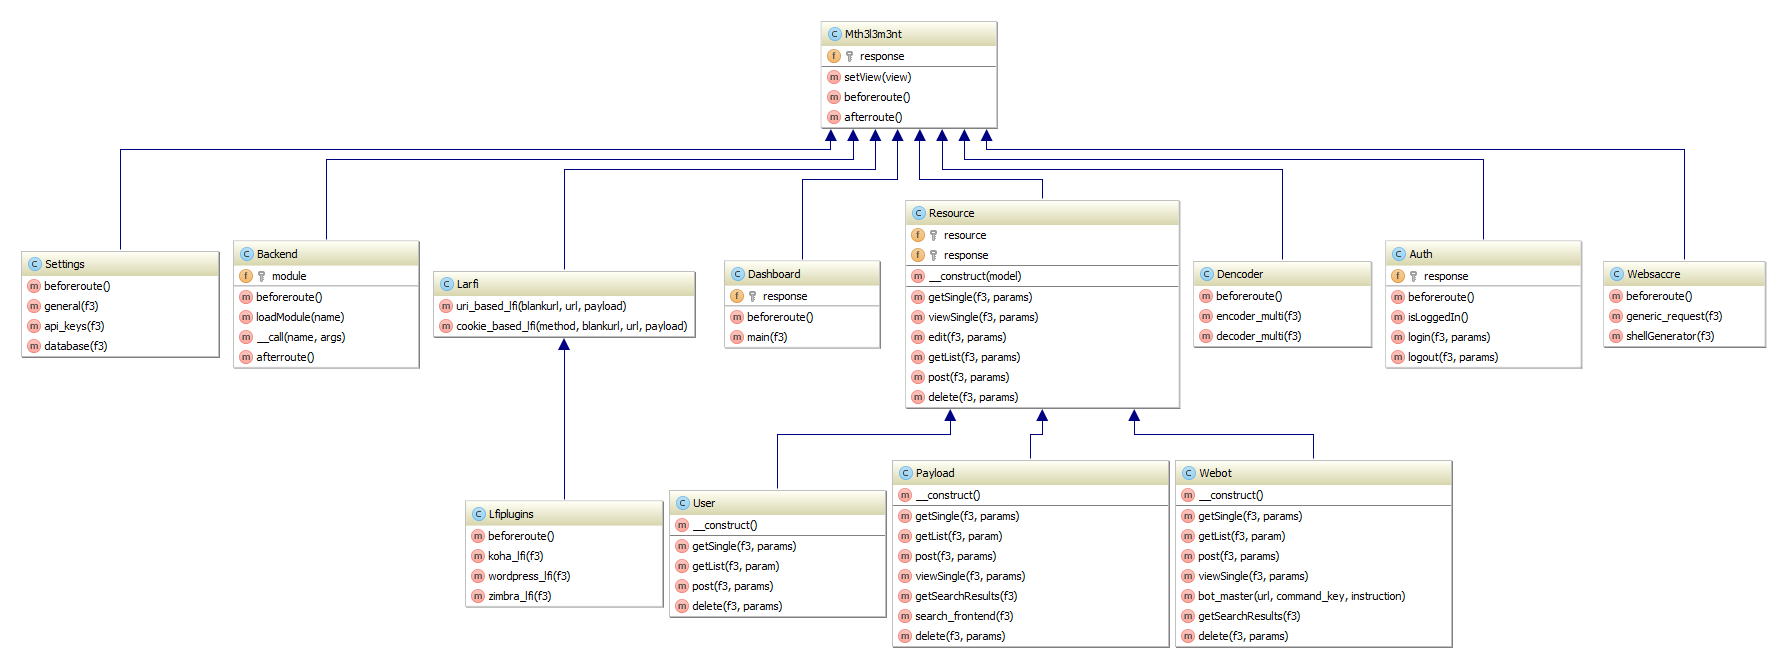 C Mth3l3m3nt
f response
m setView(view)
m beforeroute()
m afterroute()
C Settings
m beforeroute()
m general(f3)
m api_keys(f3)
m database(f3)
C Backend
f module
m beforeroute()
m loadModule(name)
m __call(name, args)
m afterroute()
C Larfi
m uri_based_lfi(blankurl, url, payload)
m cookie_based_lfi(method, blankurl, url, payload)
C Dashboard
f response
m beforeroute()
m main(f3)
C Resource
f resource
f response
m __construct(model)
m getSingle(f3, params)
m viewSingle(f3, params)
m edit(f3, params)
m getList(f3, params)
m post(f3, params)
m delete(f3, params)
C Dencoder
m beforeroute()
m encoder_multi(f3)
m decoder_multi(f3)
C Auth
f response
m beforeroute()
m isLoggedIn()
m login(f3, params)
m logout(f3, params)
C Websaccre
m beforeroute()
m generic_request(f3)
m shellGenerator(f3)
C Lfiplugins
m beforeroute()
m koha_lfi(f3)
m wordpress_lfi(f3)
m zimbra_lfi(f3)
C User
m __construct()
m getSingle(f3, params)
m getList(f3, param)
m post(f3, params)
m delete(f3, params)
C Payload
m __construct()
m getSingle(f3, params)
m getList(f3, param)
m post(f3, params)
m viewSingle(f3, params)
m getSearchResults(f3)
m search_frontend(f3)
m delete(f3, params)
C Webot
m __construct()
m getSingle(f3, params)
m getList(f3, param)
m post(f3, params)
m viewSingle(f3, params)
m bot_master(url, command_key, instruction)
m getSearchResults(f3)
m delete(f3, params)